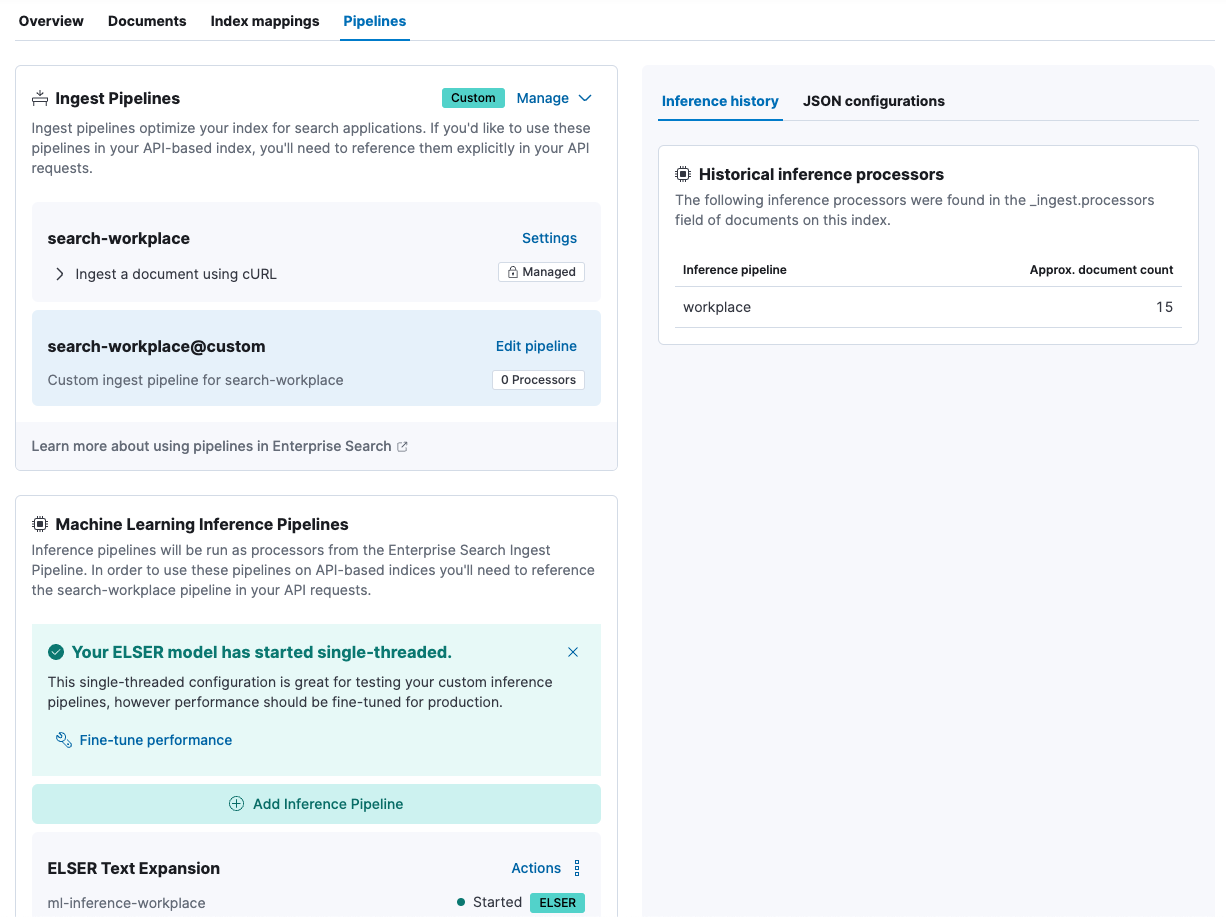 Overview Documents Index mappings Pipelines
Ingest Pipelines Custom Manage
Ingest pipelines optimize your index for search applications. If you'd like to use these
pipelines in your API-based index, you'll need to reference them explicitly in your API
requests.
search-workplace Settings
Ingest a document using cURL Managed
search-workplace@custom Edit pipeline
Custom ingest pipeline for search-workplace 0 Processors
Learn more about using pipelines in Enterprise Search
Machine Learning Inference Pipelines
Inference pipelines will be run as processors from the Enterprise Search Ingest
Pipeline. In order to use these pipelines on API-based indices you'll need to reference
the search-workplace pipeline in your API requests.
Your ELSER model has started single-threaded.
This single-threaded configuration is great for testing your custom inference
pipelines, however performance should be fine-tuned for production.
Fine-tune performance
Add Inference Pipeline
ELSER Text Expansion Actions
ml-inference-workplace Started ELSER
Inference history JSON configurations
Historical inference processors
The following inference processors were found in the _ingest.processors
field of documents on this index.
Inference pipeline Approx. document count
workplace 15